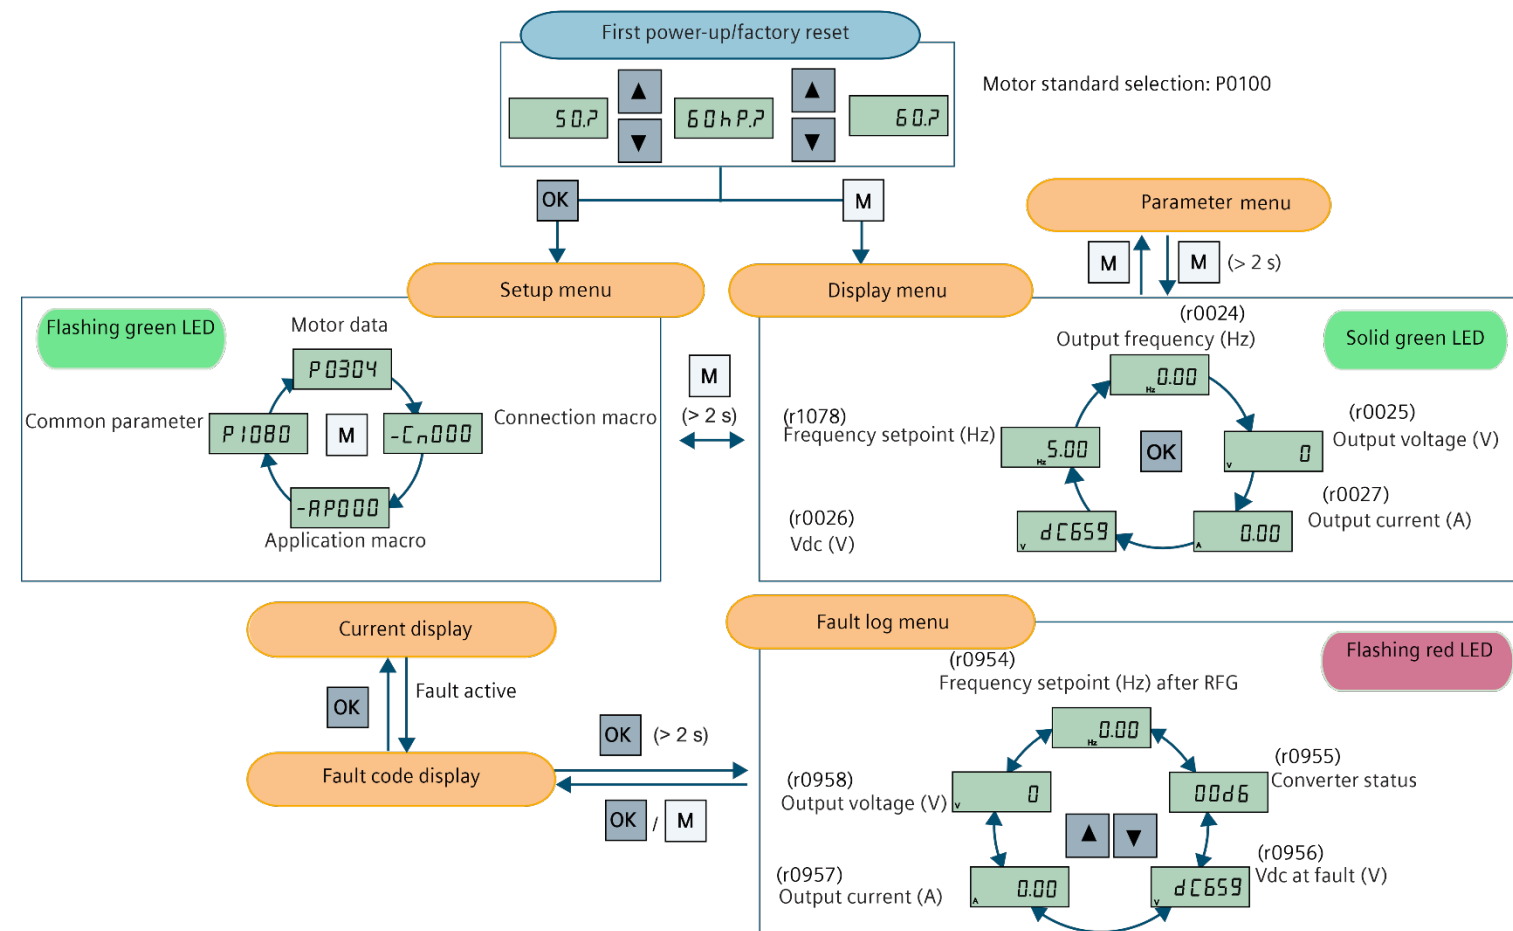 First power-up/factory reset
Motor standard selection: P0100
50.?
60hP.?
60.?
OK
M
Parameter menu
M
M (> 2 s)
Setup menu
Display menu
Flashing green LED
Motor data
P0304
Common parameter
P1080
M
-Cn000
Connection macro
-AP000
Application macro
M
(> 2 s)
(r0024)
Output frequency (Hz)
Hz 0.00
Solid green LED
(r1078)
Frequency setpoint (Hz)
Hz 5.00
OK
(r0025)
Output voltage (V)
V 0
(r0027)
Output current (A)
A 0.00
(r0026)
Vdc (V)
V dC659
Current display
OK
Fault active
Fault code display
OK (> 2 s)
OK / M
Fault log menu
Flashing red LED
(r0954)
Frequency setpoint (Hz) after RFG
Hz 0.00
(r0955)
Converter status
00d6
(r0958)
Output voltage (V)
V 0
(r0956)
Vdc at fault (V)
V dC659
(r0957)
Output current (A)
A 0.00